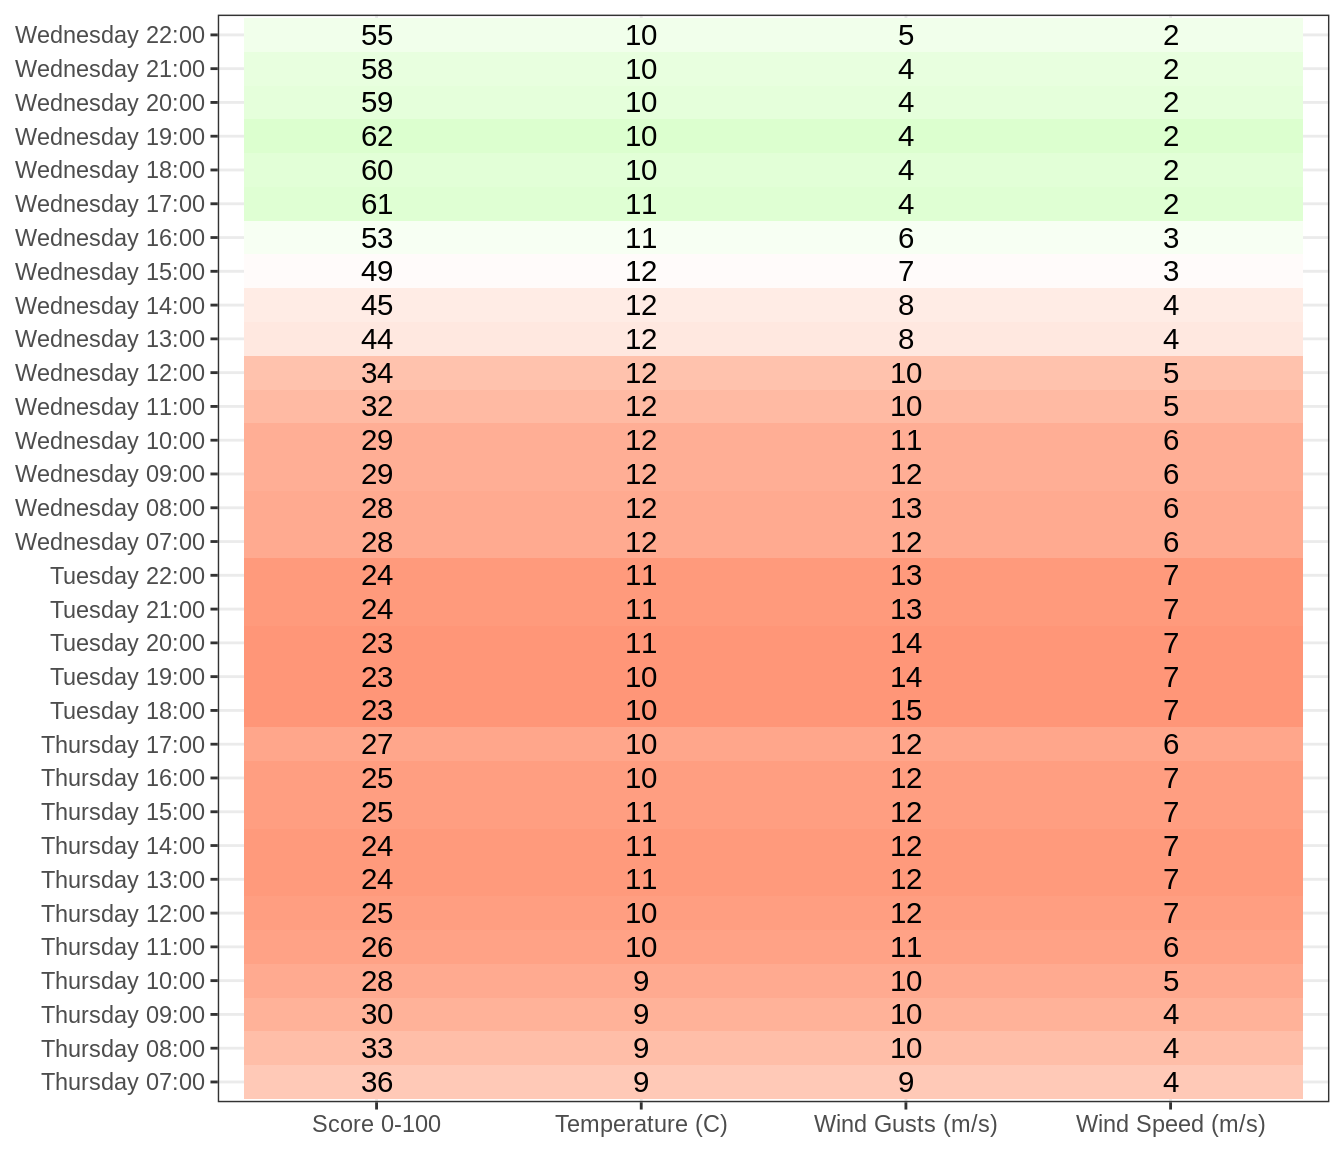 Wednesday 22:00 55 10 5 2
Wednesday 21:00 58 10 4 2
Wednesday 20:00 59 10 4 2
Wednesday 19:00 62 10 4 2
Wednesday 18:00 60 10 4 2
Wednesday 17:00 61 11 4 2
Wednesday 16:00 53 11 6 3
Wednesday 15:00 49 12 7 3
Wednesday 14:00 45 12 8 4
Wednesday 13:00 44 12 8 4
Wednesday 12:00 34 12 10 5
Wednesday 11:00 32 12 10 5
Wednesday 10:00 29 12 11 6
Wednesday 09:00 29 12 12 6
Wednesday 08:00 28 12 13 6
Wednesday 07:00 28 12 12 6
Tuesday 22:00 24 11 13 7
Tuesday 21:00 24 11 13 7
Tuesday 20:00 23 11 14 7
Tuesday 19:00 23 10 14 7
Tuesday 18:00 23 10 15 7
Thursday 17:00 27 10 12 6
Thursday 16:00 25 10 12 7
Thursday 15:00 25 11 12 7
Thursday 14:00 24 11 12 7
Thursday 13:00 24 11 12 7
Thursday 12:00 25 10 12 7
Thursday 11:00 26 10 11 6
Thursday 10:00 28 9 10 5
Thursday 09:00 30 9 10 4
Thursday 08:00 33 9 10 4
Thursday 07:00 36 9 9 4
Score 0-100 Temperature (C) Wind Gusts (m/s) Wind Speed (m/s)